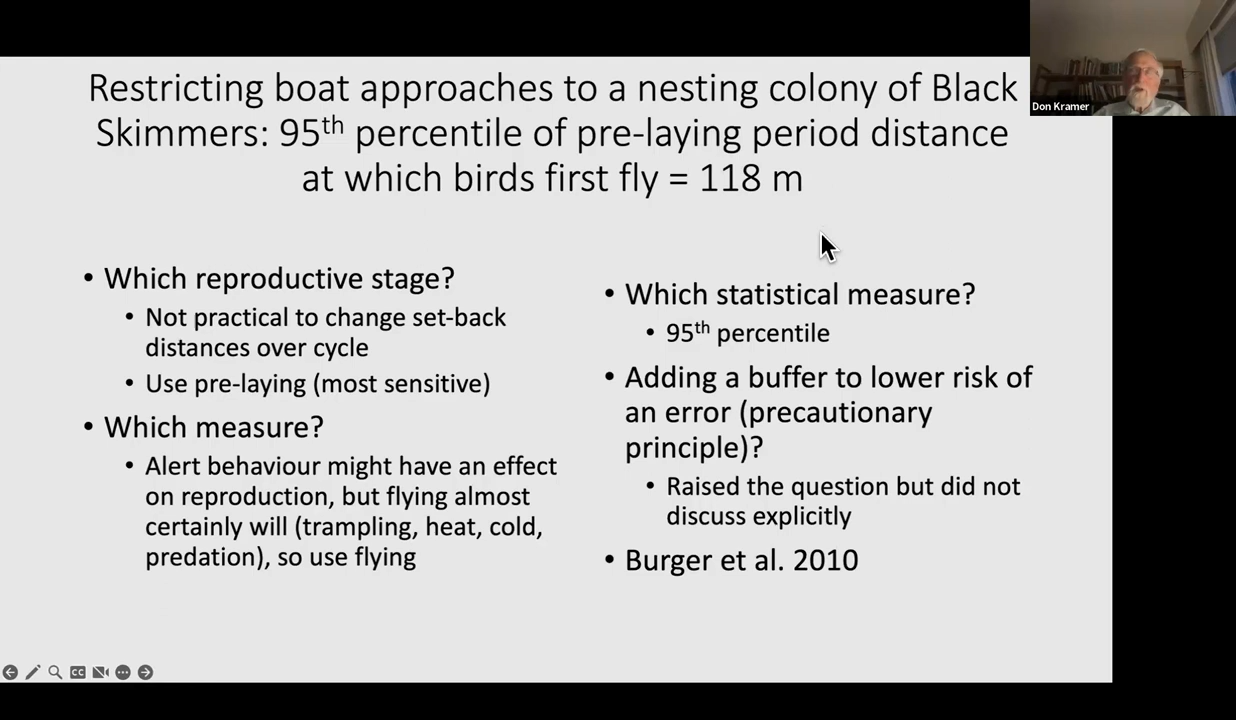 Restricting boat approaches to a nesting colony of Black
Skimmers: 95th percentile of pre-laying period distance
at which birds first fly = 118 m
Don Kramer
• Which reproductive stage?
• Not practical to change set-back
distances over cycle
• Use pre-laying (most sensitive)
• Which measure?
• Alert behaviour might have an effect
on reproduction, but flying almost
certainly will (trampling, heat, cold,
predation), so use flying
• Which statistical measure?
• 95th percentile
• Adding a buffer to lower risk of
an error (precautionary
principle)?
• Raised the question but did not
discuss explicitly
• Burger et al. 2010
CC